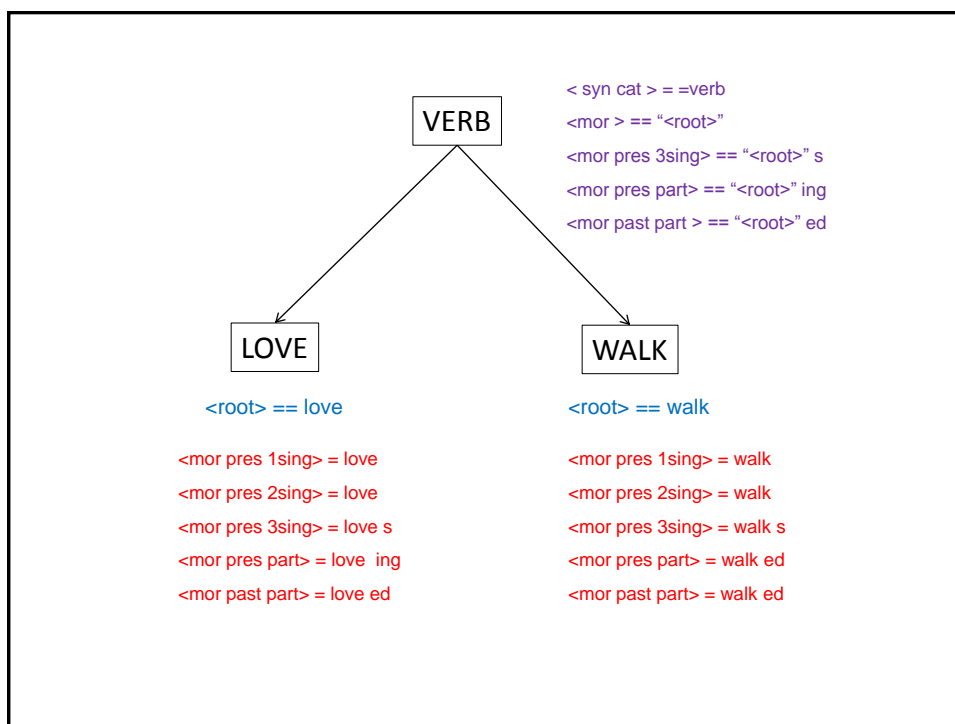 < syn cat > = =verb
VERB
<mor > == “<root>”
<mor pres 3sing> == “<root>” s
<mor pres part> == “<root>” ing
<mor past part > == “<root>” ed
LOVE
WALK
<root> == love
<root> == walk
<mor pres 1sing> = love
<mor pres 2sing> = love
<mor pres 3sing> = love s
<mor pres part> = love  ing
<mor past part> = love ed
<mor pres 1sing> = walk
<mor pres 2sing> = walk
<mor pres 3sing> = walk s
<mor pres part> = walk ed
<mor past part> = walk ed